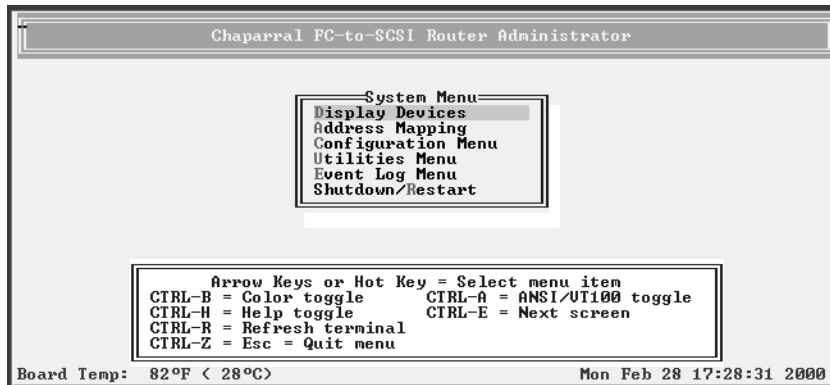 Chaparral FC-to-SCSI Router Administrator
System Menu
Display Devices
Address Mapping
Configuration Menu
Utilities Menu
Event Log Menu
Shutdown/Restart
Arrow Keys or Hot Key = Select menu item
CTRL-B = Color toggle CTRL-A = ANSI/VT100 toggle
CTRL-H = Help toggle CTRL-E = Next screen
CTRL-R = Refresh terminal
CTRL-Z = Esc = Quit menu
Board Temp: 82ºF ( 28ºC) Mon Feb 28 17:28:31 2000